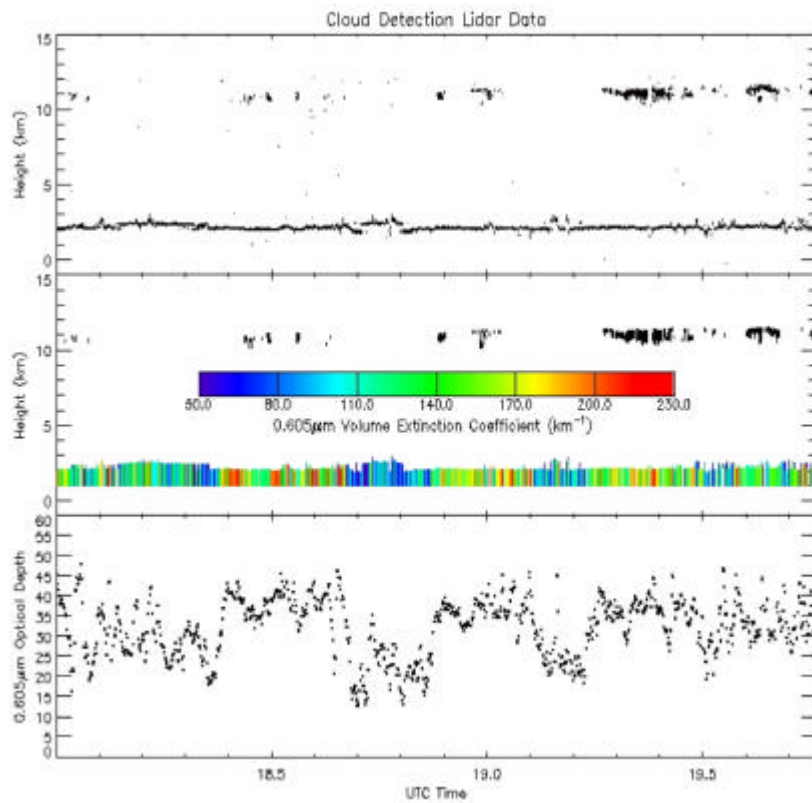 Cloud Detection Lidar Data
15
10
5
0
Height (km)
15
10
5
0
Height (km)
50.0 80.0 110.0 140.0 170.0 200.0 230.0
0.605μm Volume Extinction Coefficient (km⁻¹)
60
55
50
45
40
35
30
25
20
15
10
5
0
0.605μm Optical Depth
18.5 19.0 19.5
UTC Time